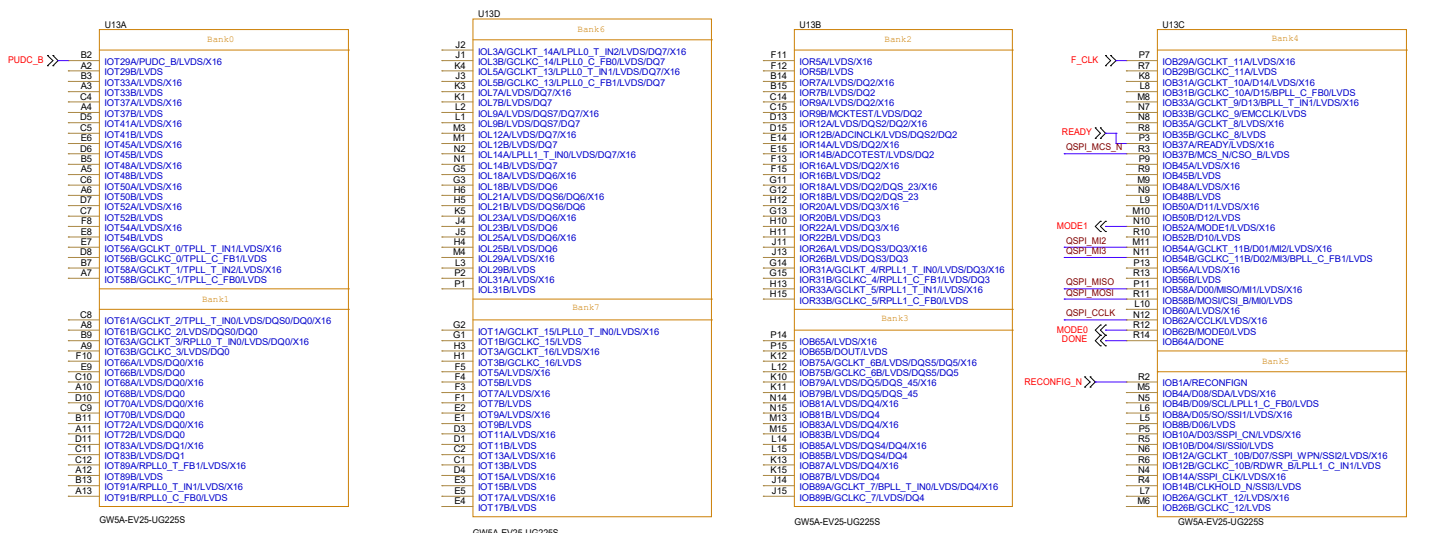 U13A
Bank0
PUDC_B B2 IOT29A/PUDC_B/LVDS/X16
A2 IOT29B/LVDS
B3 IOT33A/LVDS/X16
A3 IOT33B/LVDS
C4 IOT37A/LVDS/X16
A4 IOT37B/LVDS
D5 IOT41A/LVDS/X16
C5 IOT41B/LVDS
E6 IOT45A/LVDS/X16
D6 IOT45B/LVDS
B5 IOT48A/LVDS/X16
A5 IOT48B/LVDS
C6 IOT50A/LVDS/X16
A6 IOT50B/LVDS
D7 IOT52A/LVDS/X16
C7 IOT52B/LVDS
F8 IOT54A/LVDS/X16
E8 IOT54B/LVDS
E7 IOT56A/GCLKT_0/TPLL_T_IN1/LVDS/X16
D8 IOT56B/GCLKC_0/TPLL_C_FB1/LVDS
B7 IOT58A/GCLKT_1/TPLL_T_IN2/LVDS/X16
A7 IOT58B/GCLKC_1/TPLL_C_FB0/LVDS
Bank1
C8 IOT61A/GCLKT_2/TPLL_T_IN0/LVDS/DQS0/DQ0/X16
A8 IOT61B/GCLKC_2/LVDS/DQS0/DQ0
B9 IOT63A/GCLKT_3/RPLL0_T_IN0/LVDS/DQ0/X16
A9 IOT63B/GCLKC_3/LVDS/DQ0
F10 IOT66A/LVDS/DQ0/X16
E9 IOT66B/LVDS/DQ0
C10 IOT68A/LVDS/DQ0/X16
A10 IOT68B/LVDS/DQ0
D10 IOT70A/LVDS/DQ0/X16
C9 IOT70B/LVDS/DQ0
B11 IOT72A/LVDS/DQ0/X16
A11 IOT72B/LVDS/DQ0
D11 IOT83A/LVDS/DQ1/X16
C11 IOT83B/LVDS/DQ1
C12 IOT89A/RPLL0_T_FB1/LVDS/X16
A12 IOT89B/LVDS
B13 IOT91A/RPLL0_T_IN1/LVDS/X16
A13 IOT91B/RPLL0_C_FB0/LVDS
GW5A-EV25-UG225S
U13D
Bank6
J2 IOL3A/GCLKT_14A/LPLL0_T_IN2/LVDS/DQ7/X16
J1 IOL3B/GCLKC_14/LPLL0_C_FB0/LVDS/DQ7
K4 IOL5A/GCLKT_13/LPLL0_T_IN1/LVDS/DQ7/X16
J3 IOL5B/GCLKC_13/LPLL0_C_FB1/LVDS/DQ7
K3 IOL7A/LVDS/DQ7/X16
K1 IOL7B/LVDS/DQ7
L2 IOL9A/LVDS/DQS7/DQ7/X16
L1 IOL9B/LVDS/DQS7/DQ7
M3 IOL12A/LVDS/DQ7/X16
M1 IOL12B/LVDS/DQ7
N2 IOL14A/LPLL1_T_IN0/LVDS/DQ7/X16
N1 IOL14B/LVDS/DQ7
G5 IOL18A/LVDS/DQ6/X16
G3 IOL18B/LVDS/DQ6
H6 IOL21A/LVDS/DQS6/DQ6/X16
H5 IOL21B/LVDS/DQS6/DQ6
K5 IOL23A/LVDS/DQ6/X16
J4 IOL23B/LVDS/DQ6
J5 IOL25A/LVDS/DQ6/X16
H4 IOL25B/LVDS/DQ6
M4 IOL29A/LVDS/X16
L3 IOL29B/LVDS
P2 IOL31A/LVDS/X16
P1 IOL31B/LVDS
Bank7
G2 IOT1A/GCLKT_15/LPLL0_T_IN0/LVDS/X16
G1 IOT1B/GCLKC_15/LVDS
H3 IOT3A/GCLKT_16/LVDS/X16
H1 IOT3B/GCLKC_16/LVDS
F5 IOT5A/LVDS/X16
F4 IOT5B/LVDS
F3 IOT7A/LVDS/X16
F1 IOT7B/LVDS
E2 IOT9A/LVDS/X16
E1 IOT9B/LVDS
D3 IOT11A/LVDS/X16
D1 IOT11B/LVDS
C2 IOT13A/LVDS/X16
C1 IOT13B/LVDS
D4 IOT15A/LVDS/X16
E3 IOT15B/LVDS
E5 IOT17A/LVDS/X16
E4 IOT17B/LVDS
GW5A-EV25-UG225S
U13B
Bank2
F11 IOR5A/LVDS/X16
F12 IOR5B/LVDS
B14 IOR7A/LVDS/DQ2/X16
B15 IOR7B/LVDS/DQ2
C14 IOR9A/LVDS/DQ2/X16
C15 IOR9B/MCKTEST/LVDS/DQ2
D13 IOR12A/LVDS/DQS2/DQ2/X16
D15 IOR12B/ADCINCLK/LVDS/DQS2/DQ2
E14 IOR14A/LVDS/DQ2/X16
E15 IOR14B/ADCOTEST/LVDS/DQ2
F13 IOR16A/LVDS/DQ2/X16
F15 IOR16B/LVDS/DQ2
G11 IOR18A/LVDS/DQ2/DQS_23/X16
G12 IOR18B/LVDS/DQ2/DQS_23
H12 IOR20A/LVDS/DQ3/X16
G13 IOR20B/LVDS/DQ3
H10 IOR22A/LVDS/DQ3/X16
H11 IOR22B/LVDS/DQ3
J11 IOR26A/LVDS/DQS3/DQ3/X16
J13 IOR26B/LVDS/DQS3/DQ3
G14 IOR31A/GCLKT_4/RPLL1_T_IN0/LVDS/DQ3/X16
G15 IOR31B/GCLKC_4/RPLL1_C_FB1/LVDS/DQ3
H13 IOR33A/GCLKT_5/RPLL1_T_IN1/LVDS/X16
H15 IOR33B/GCLKC_5/RPLL1_C_FB0/LVDS
Bank3
P14 IOB65A/LVDS/X16
P15 IOB65B/DOUT/LVDS
K12 IOB75A/GCLKT_6B/LVDS/DQS5/DQ5/X16
L12 IOB75B/GCLKC_6B/LVDS/DQS5/DQ5
K10 IOB79A/LVDS/DQ5/DQS_45/X16
K11 IOB79B/LVDS/DQ5/DQS_45
N14 IOB81A/LVDS/DQ4/X16
N15 IOB81B/LVDS/DQ4
M13 IOB83A/LVDS/DQ4/X16
M15 IOB83B/LVDS/DQ4
L14 IOB85A/LVDS/DQS4/DQ4/X16
L15 IOB85B/LVDS/DQS4/DQ4
K13 IOB87A/LVDS/DQ4/X16
K15 IOB87B/LVDS/DQ4
J14 IOB89A/GCLKT_7/BPLL_T_IN0/LVDS/DQ4/X16
J15 IOB89B/GCLKC_7/LVDS/DQ4
GW5A-EV25-UG225S
U13C
Bank4
F_CLK P7 IOB29A/GCLKT_11A/LVDS/X16
R7 IOB29B/GCLKC_11A/LVDS
K8 IOB31A/GCLKT_10A/D14/LVDS/X16
L8 IOB31B/GCLKC_10A/D15/BPLL_C_FB0/LVDS
M8 IOB33A/GCLKT_9/D13/BPLL_T_IN1/LVDS/X16
N7 IOB33B/GCLKC_9/EMCCLK/LVDS
N8 IOB35A/GCLKT_8/LVDS/X16
R8 IOB35B/GCLKC_8/LVDS
READY P3 IOB37A/READY/LVDS/X16
QSPI_MCS_N R3 IOB37B/MCS_N/CSO_B/LVDS
P9 IOB45A/LVDS/X16
R9 IOB45B/LVDS
M9 IOB48A/LVDS/X16
N9 IOB48B/LVDS
L9 IOB50A/D11/LVDS/X16
M10 IOB50B/D12/LVDS
MODE1 N10 IOB52A/MODE1/LVDS/X16
R10 IOB52B/D10/LVDS
QSPI_MI2 M11 IOB54A/GCLKT_11B/D01/MI2/LVDS/X16
QSPI_MI3 N11 IOB54B/GCLKC_11B/D02/MI3/BPLL_C_FB1/LVDS
P13 IOB56A/LVDS/X16
R13 IOB56B/LVDS
QSPI_MISO P11 IOB58A/D00/MISO/MI1/LVDS/X16
QSPI_MOSI R11 IOB58B/MOSI/CSI_B/MI0/LVDS
L10 IOB60A/LVDS/X16
QSPI_CCLK N12 IOB62A/CCLK/LVDS/X16
MODE0 R12 IOB62B/MODE0/LVDS
DONE R14 IOB64A/DONE
Bank5
RECONFIG_N R2 IOB1A/RECONFIGN
M5 IOB4A/D08/SDA/LVDS/X16
N5 IOB4B/D09/SCL/LPLL1_C_FB0/LVDS
L6 IOB8A/D05/SO/SSI1/LVDS/X16
L5 IOB8B/D06/LVDS
P5 IOB10A/D03/SSPI_CN/LVDS/X16
R5 IOB10B/D04/SI/SSI0/LVDS
N6 IOB12A/GCLKT_10B/D07/SSPI_WPN/SSI2/LVDS/X16
R6 IOB12B/GCLKC_10B/RDWR_B/LPLL1_C_IN1/LVDS
N4 IOB14A/SSPI_CLK/LVDS/X16
R4 IOB14B/CLKHOLD_N/SSI3/LVDS
L7 IOB26A/GCLKT_12/LVDS/X16
M6 IOB26B/GCLKC_12/LVDS
GW5A-EV25-UG225S